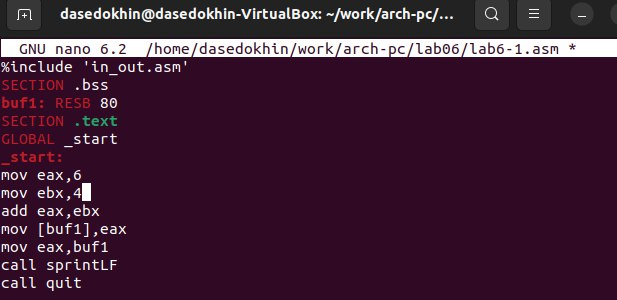 dasedokhin@dasedokhin-VirtualBox: ~/work/arch-pc/...
GNU nano 6.2 /home/dasedokhin/work/arch-pc/lab06/lab6-1.asm *
%include 'in_out.asm'
SECTION .bss
buf1: RESB 80
SECTION .text
GLOBAL _start
_start:
mov eax,6
mov ebx,4
add eax,ebx
mov [buf1],eax
mov eax,buf1
call sprintLF
call quit